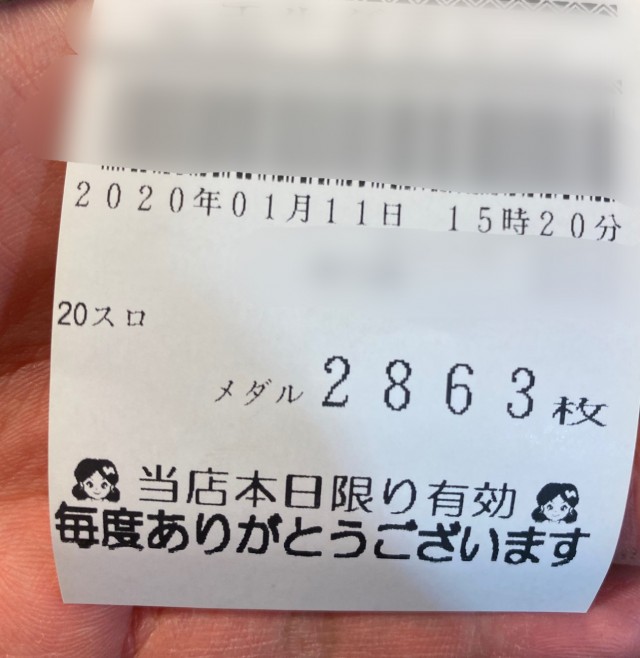 2020年01月11日 15時20分
20スロ
メダル 2863枚
当店本日限り有効
毎度ありがとうございます